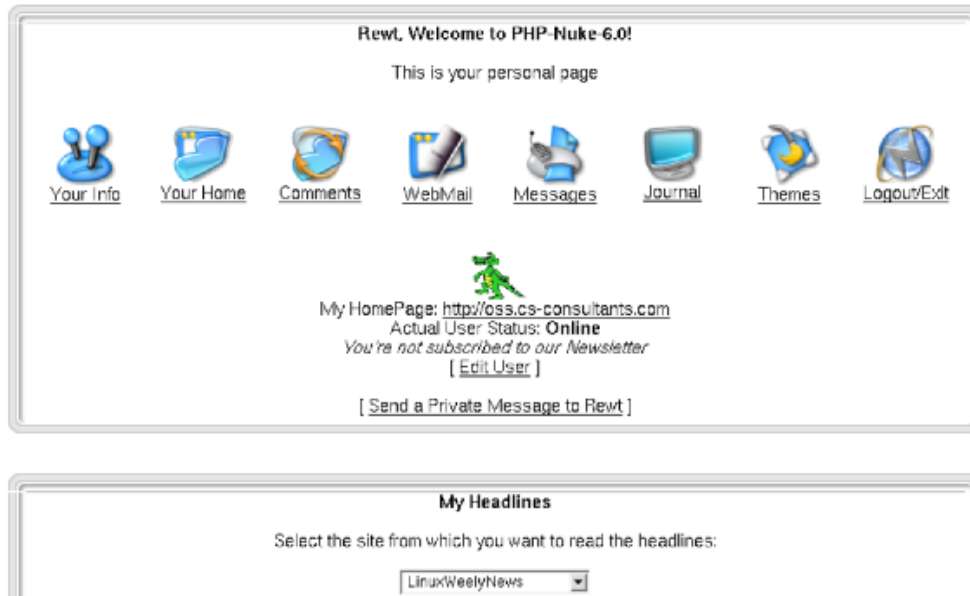 Rewt, Welcome to PHP-Nuke-6.0!
This is your personal page
Your Info Your Home Comments WebMail Messages Journal Themes Logout/Exit
My HomePage: http://oss.cs-consultants.com
Actual User Status: Online
You're not subscribed to our Newsletter
[ Edit User ]
[ Send a Private Message to Rewt ]
My Headlines
Select the site from which you want to read the headlines:
LinuxWeelyNews